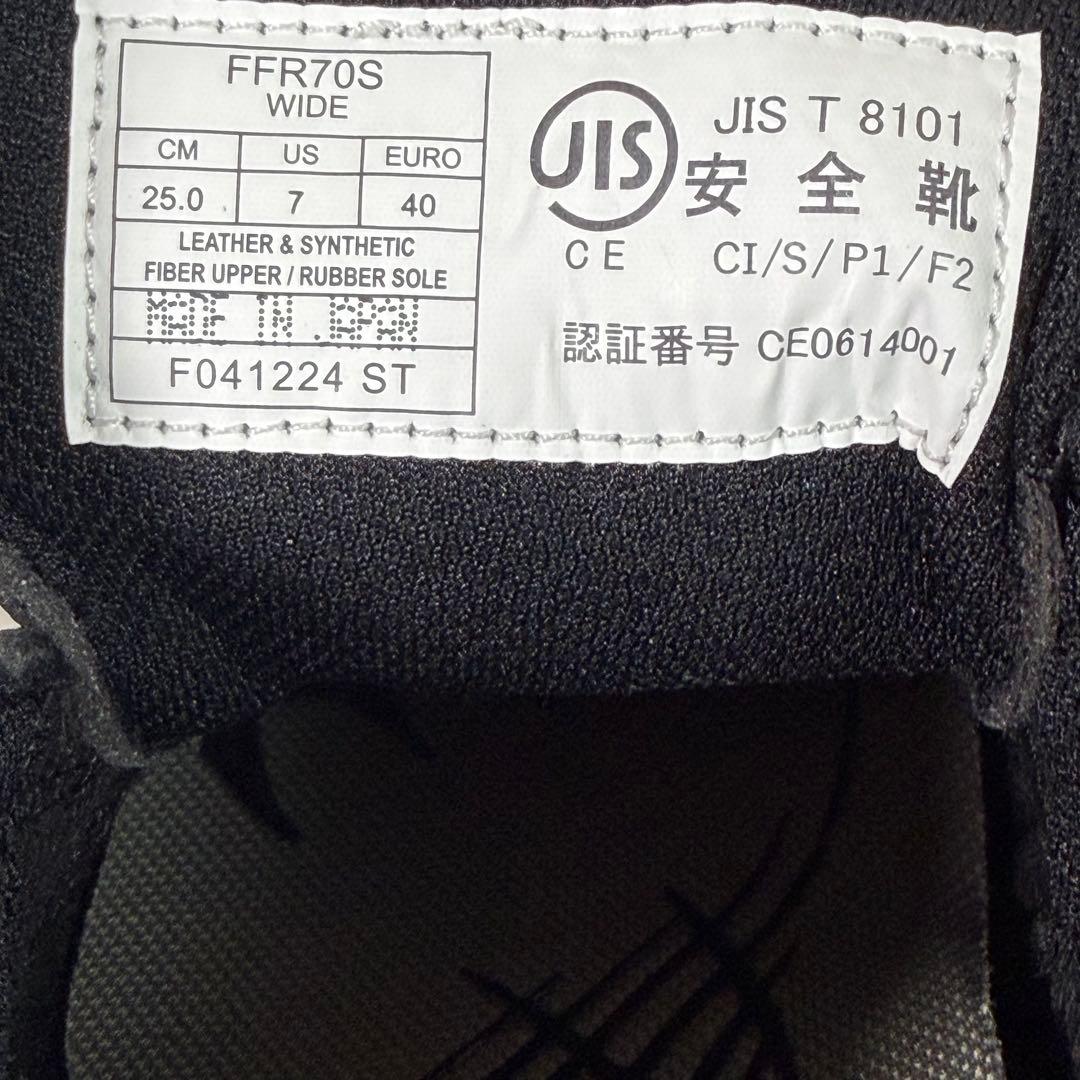 FFR70S
WIDE
CM US EURO
25.0 7 40
LEATHER & SYNTHETIC
FIBER UPPER / RUBBER SOLE
MADE IN JAPAN
F041224 ST
JIS
JIS T 8101
安全靴
CE
CI/S/P1/F2
認証番号 CE0614001